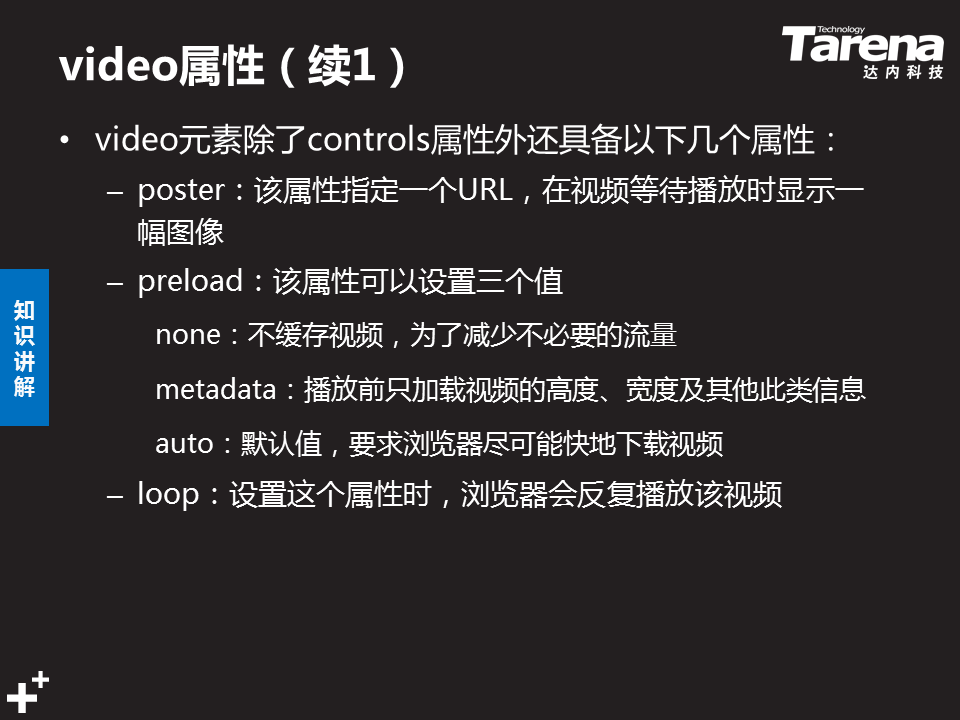 video属性（续1）
Technology
Tarena
达内科技
• video元素除了controls属性外还具备以下几个属性：
– poster：该属性指定一个URL，在视频等待播放时显示一
幅图像
– preload：该属性可以设置三个值
none：不缓存视频，为了减少不必要的流量
metadata：播放前只加载视频的高度、宽度及其他此类信息
auto：默认值，要求浏览器尽可能快地下载视频
– loop：设置这个属性时，浏览器会反复播放该视频
知
识
讲
解